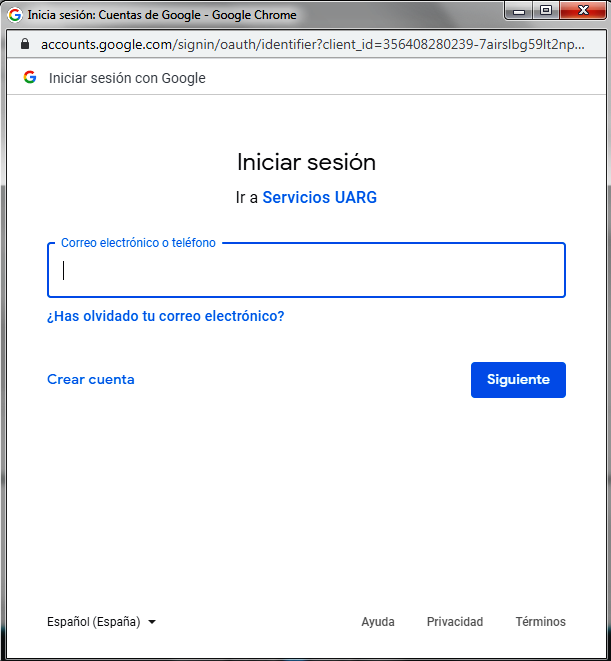 Inicia sesión: Cuentas de Google - Google Chrome
accounts.google.com/signin/oauth/identifier?client_id=356408280239-7airslbg59lt2np...
Iniciar sesión con Google
Iniciar sesión
Ir a Servicios UARG
Correo electrónico o teléfono
¿Has olvidado tu correo electrónico?
Crear cuenta Siguiente
Español (España) Ayuda Privacidad Términos